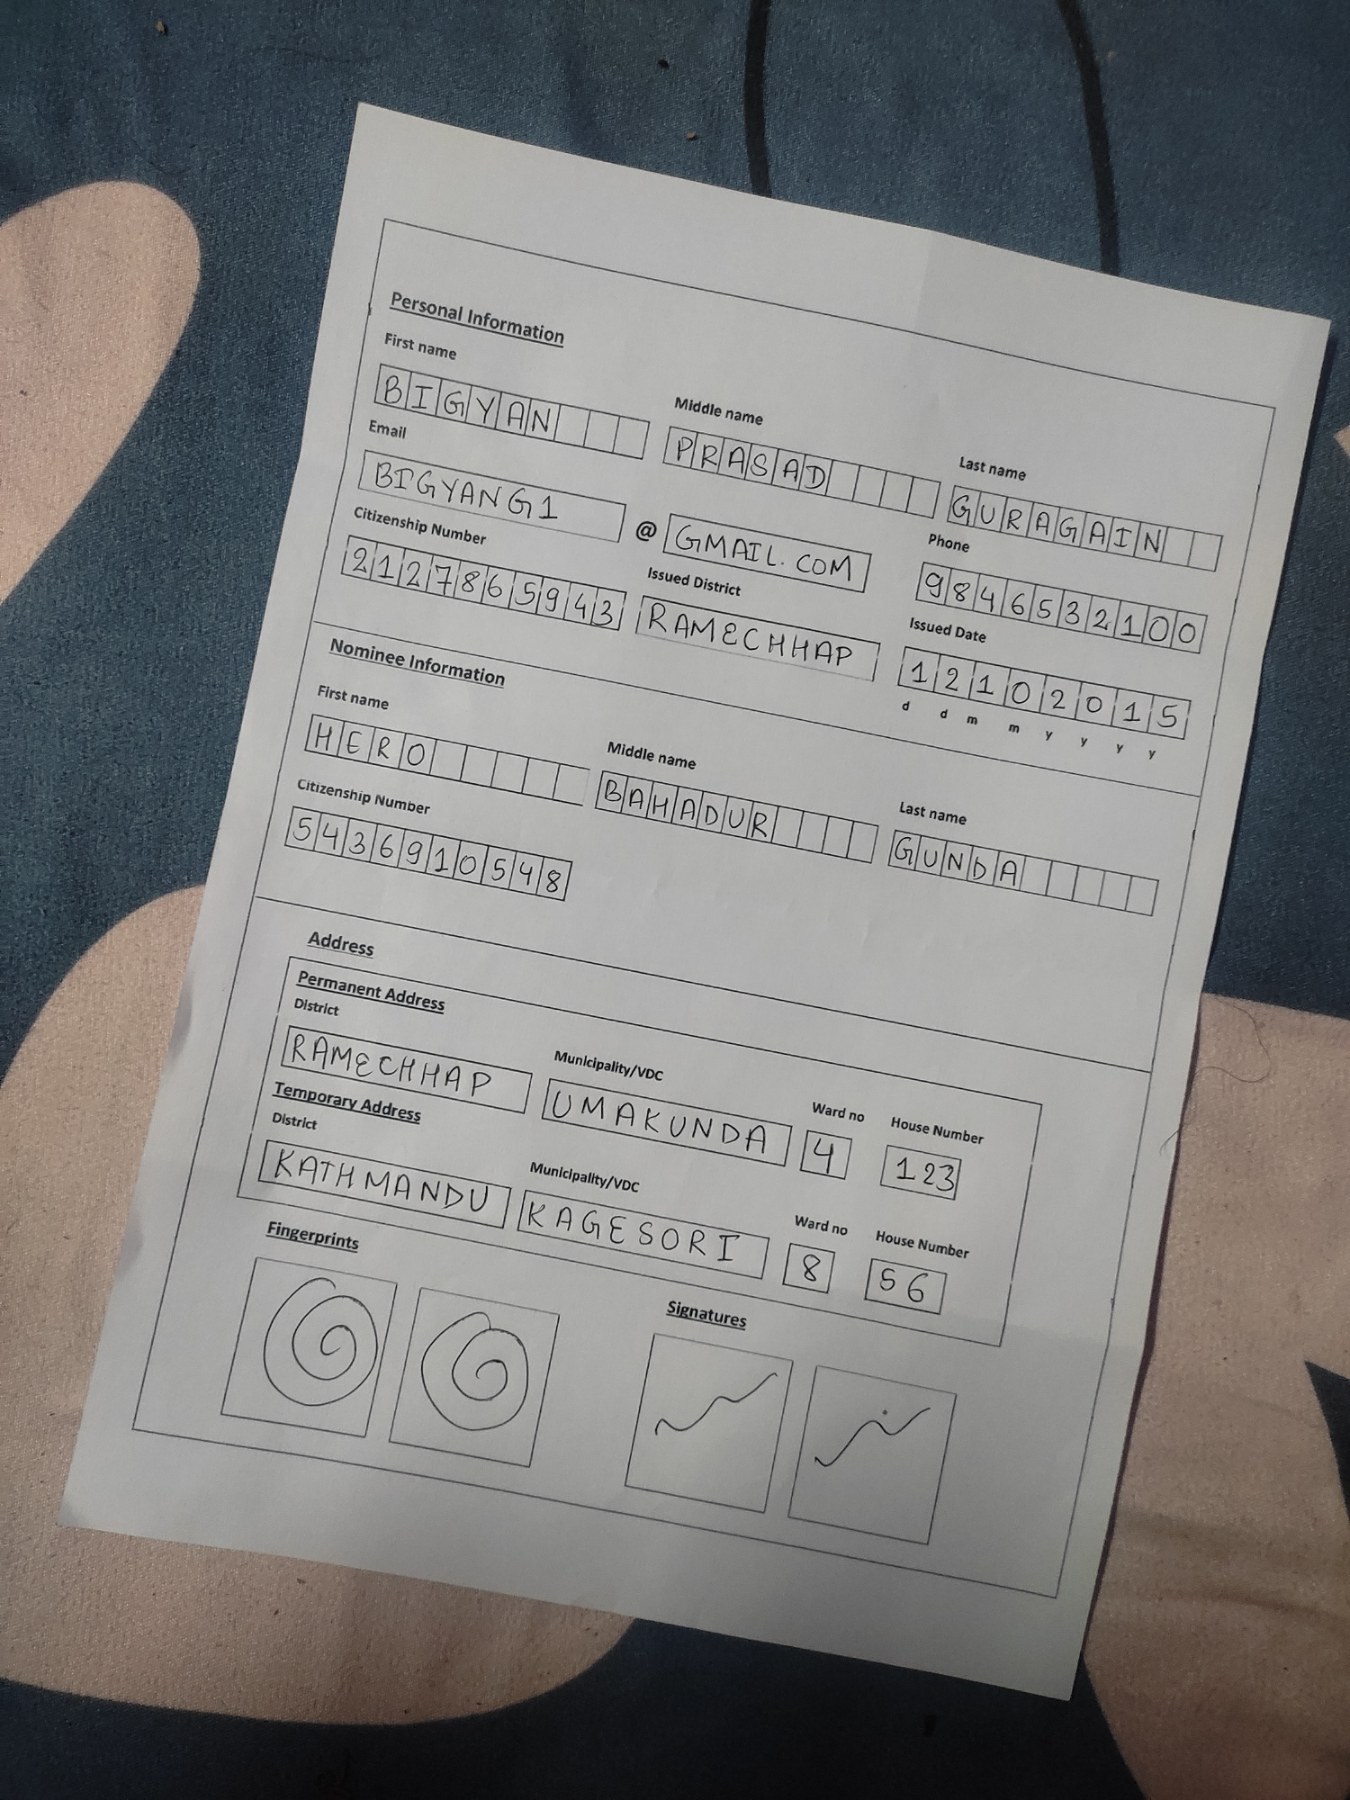 Personal Information
First name Middle name Last name
BIGYAN PRASAD GURAGAIN
Email Phone
BIGYANG1 @ GMAIL.COM 9846532100
Citizenship Number Issued District Issued Date
2127865943 RAMECHHAP 12102015
d d m m y y y y
Nominee Information
First name Middle name Last name
HERO BAHADUR GUNDA
Citizenship Number
5436910548
Address
Permanent Address
District Municipality/VDC Ward no House Number
RAMECHHAP UMAKUNDA 4 123
Temporary Address
District Municipality/VDC Ward no House Number
KATHMANDU KAGESORI 8 56
Fingerprints Signatures